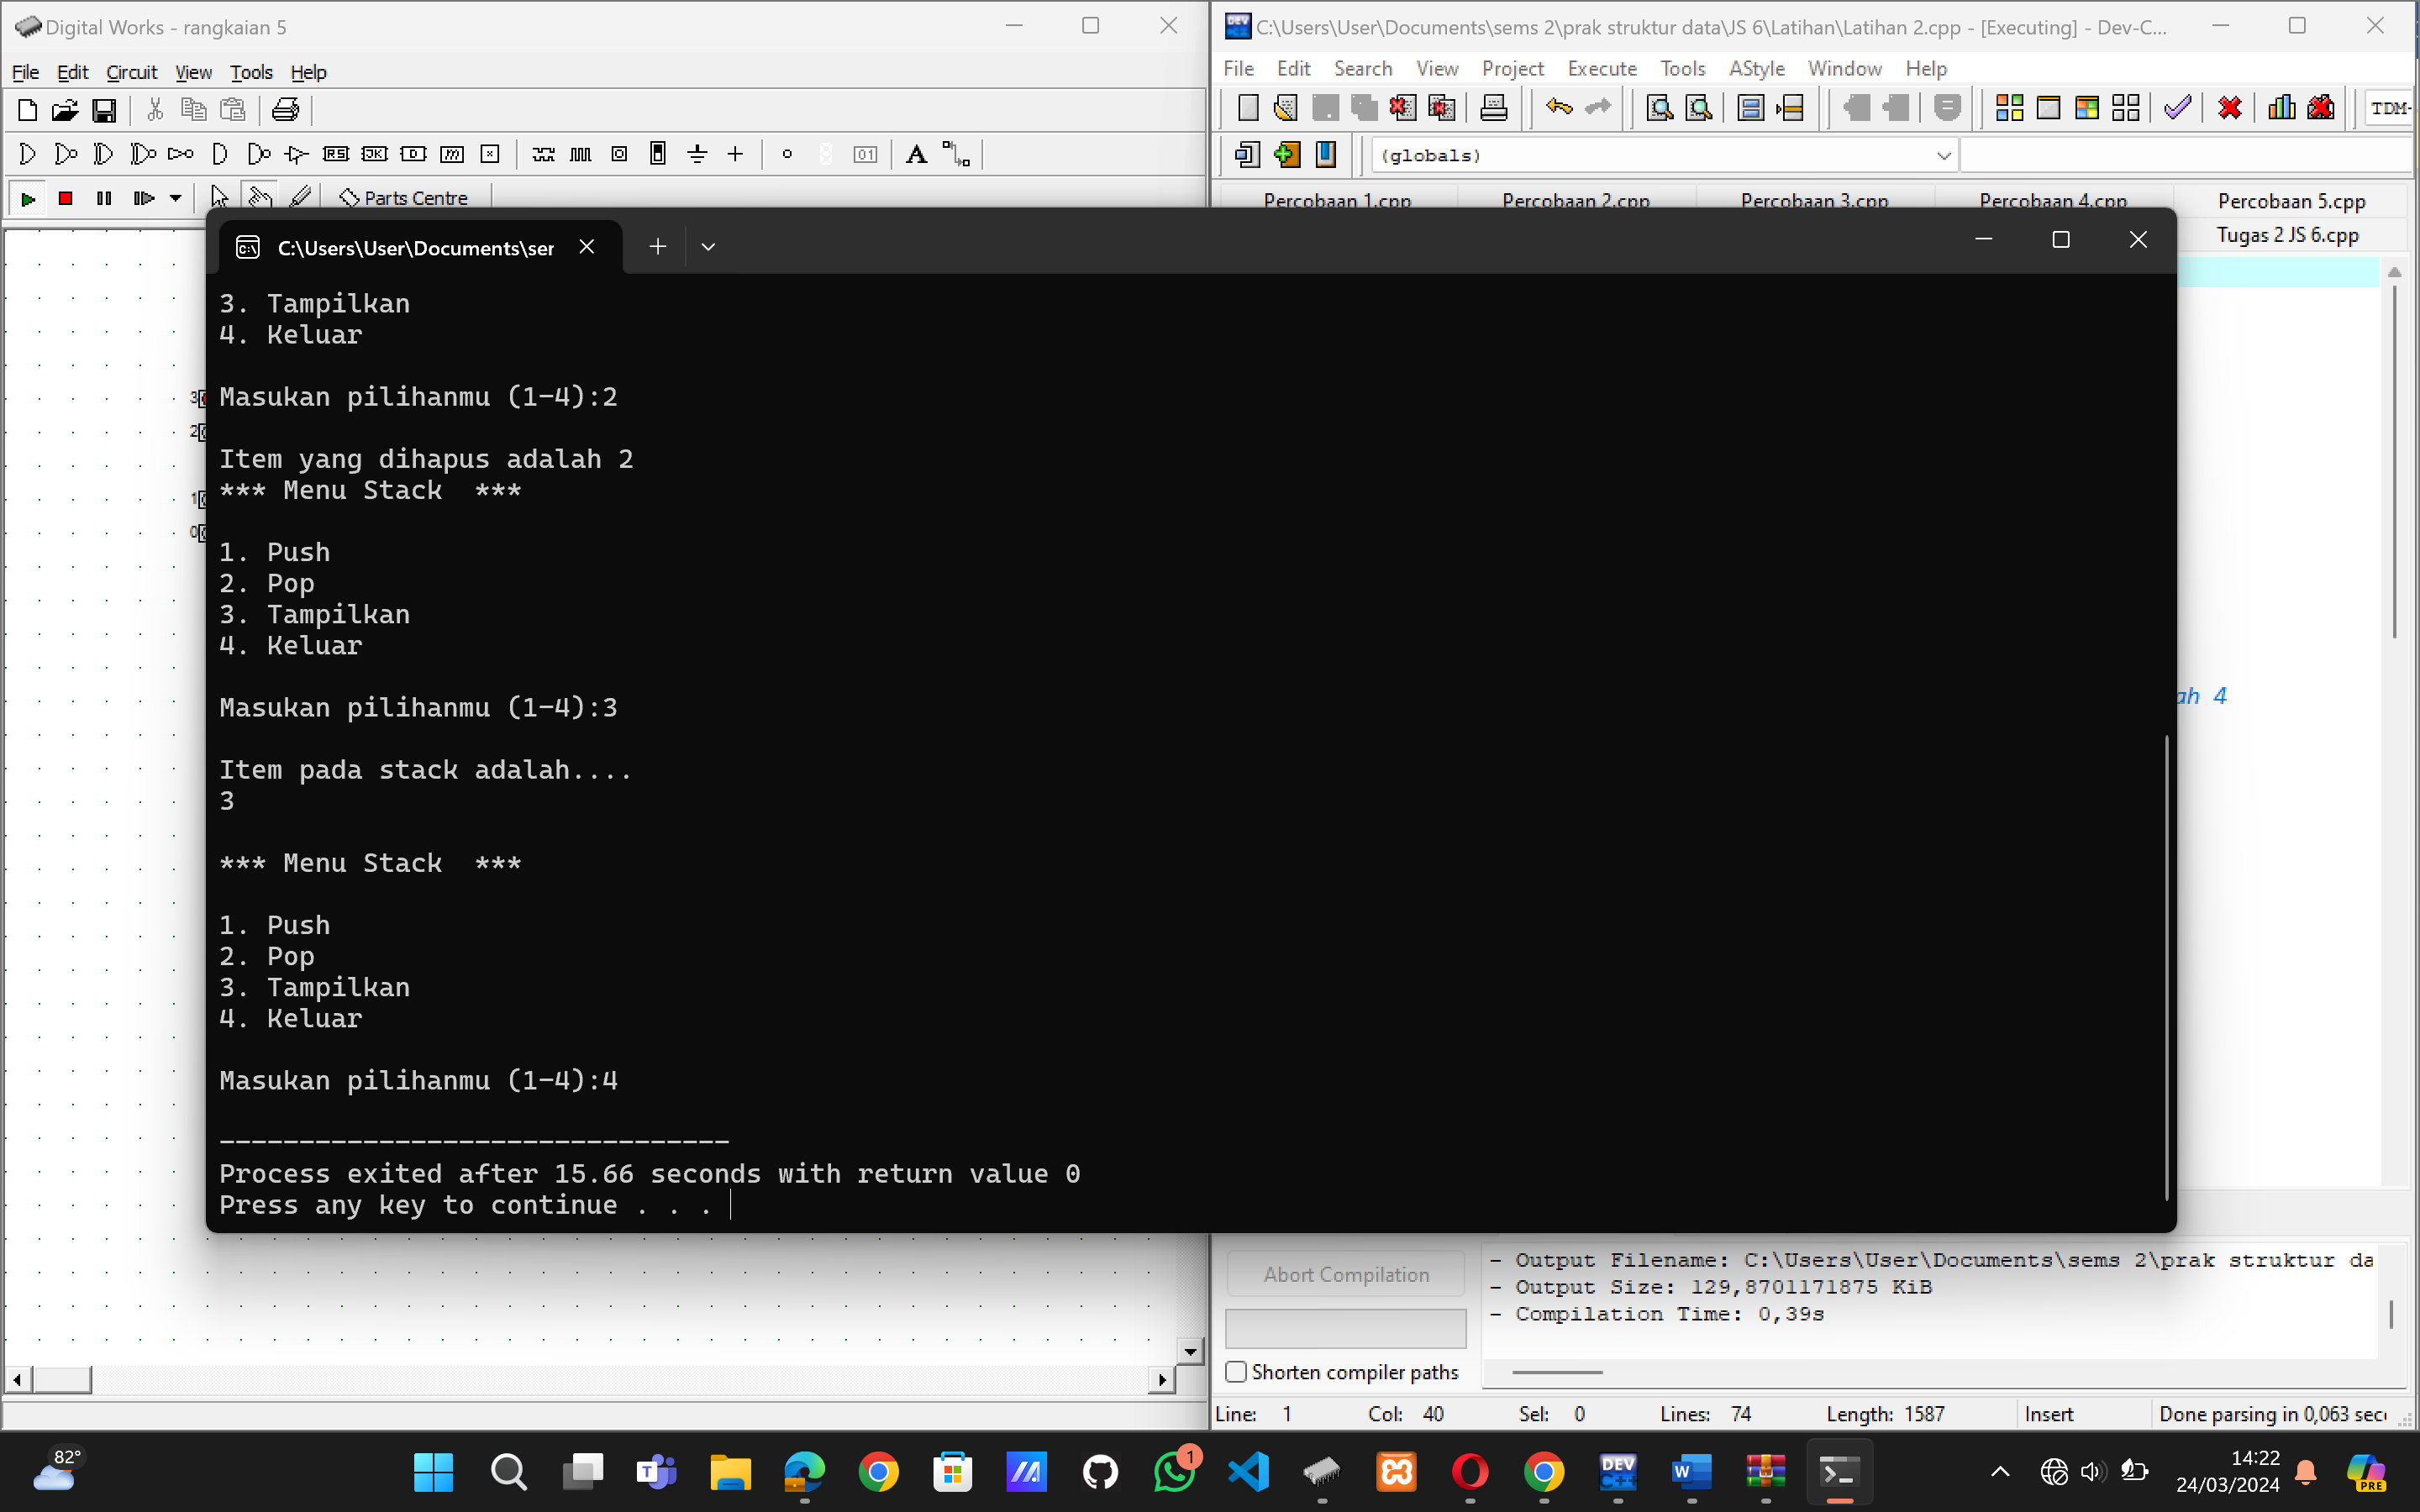 Digital Works - rangkaian 5
File Edit Circuit View Tools Help
Parts Centre
3
2
1
0
C:\Users\User\Documents\sems 2\prak struktur data\JS 6\Latihan\Latihan 2.cpp - [Executing] - Dev-C...
File Edit Search View Project Execute Tools AStyle Window Help
TDM-
(globals)
Percobaan 1.cpp Percobaan 2.cpp Percobaan 3.cpp Percobaan 4.cpp Percobaan 5.cpp
Tugas 2 JS 6.cpp
ah 4
C:\Users\User\Documents\ser
3. Tampilkan
4. Keluar
Masukan pilihanmu (1-4):2
Item yang dihapus adalah 2
*** Menu Stack  ***
1. Push
2. Pop
3. Tampilkan
4. Keluar
Masukan pilihanmu (1-4):3
Item pada stack adalah....
3
*** Menu Stack  ***
1. Push
2. Pop
3. Tampilkan
4. Keluar
Masukan pilihanmu (1-4):4
--------------------------------
Process exited after 15.66 seconds with return value 0
Press any key to continue . . .
Abort Compilation
Shorten compiler paths
- Output Filename: C:\Users\User\Documents\sems 2\prak struktur da
- Output Size: 129,8701171875 KiB
- Compilation Time: 0,39s
Line: 1 Col: 40 Sel: 0 Lines: 74 Length: 1587 Insert Done parsing in 0,063 sec
82°
1
DEV C++
14:22
24/03/2024
PRE